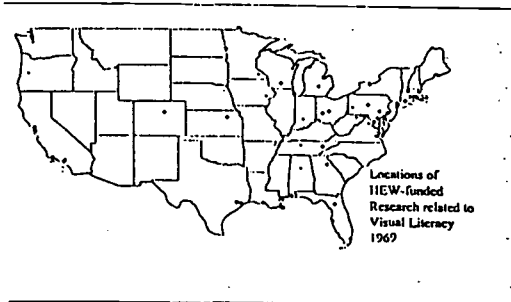 Locations of
HEW-funded
Research related to
Visual Literacy
1969